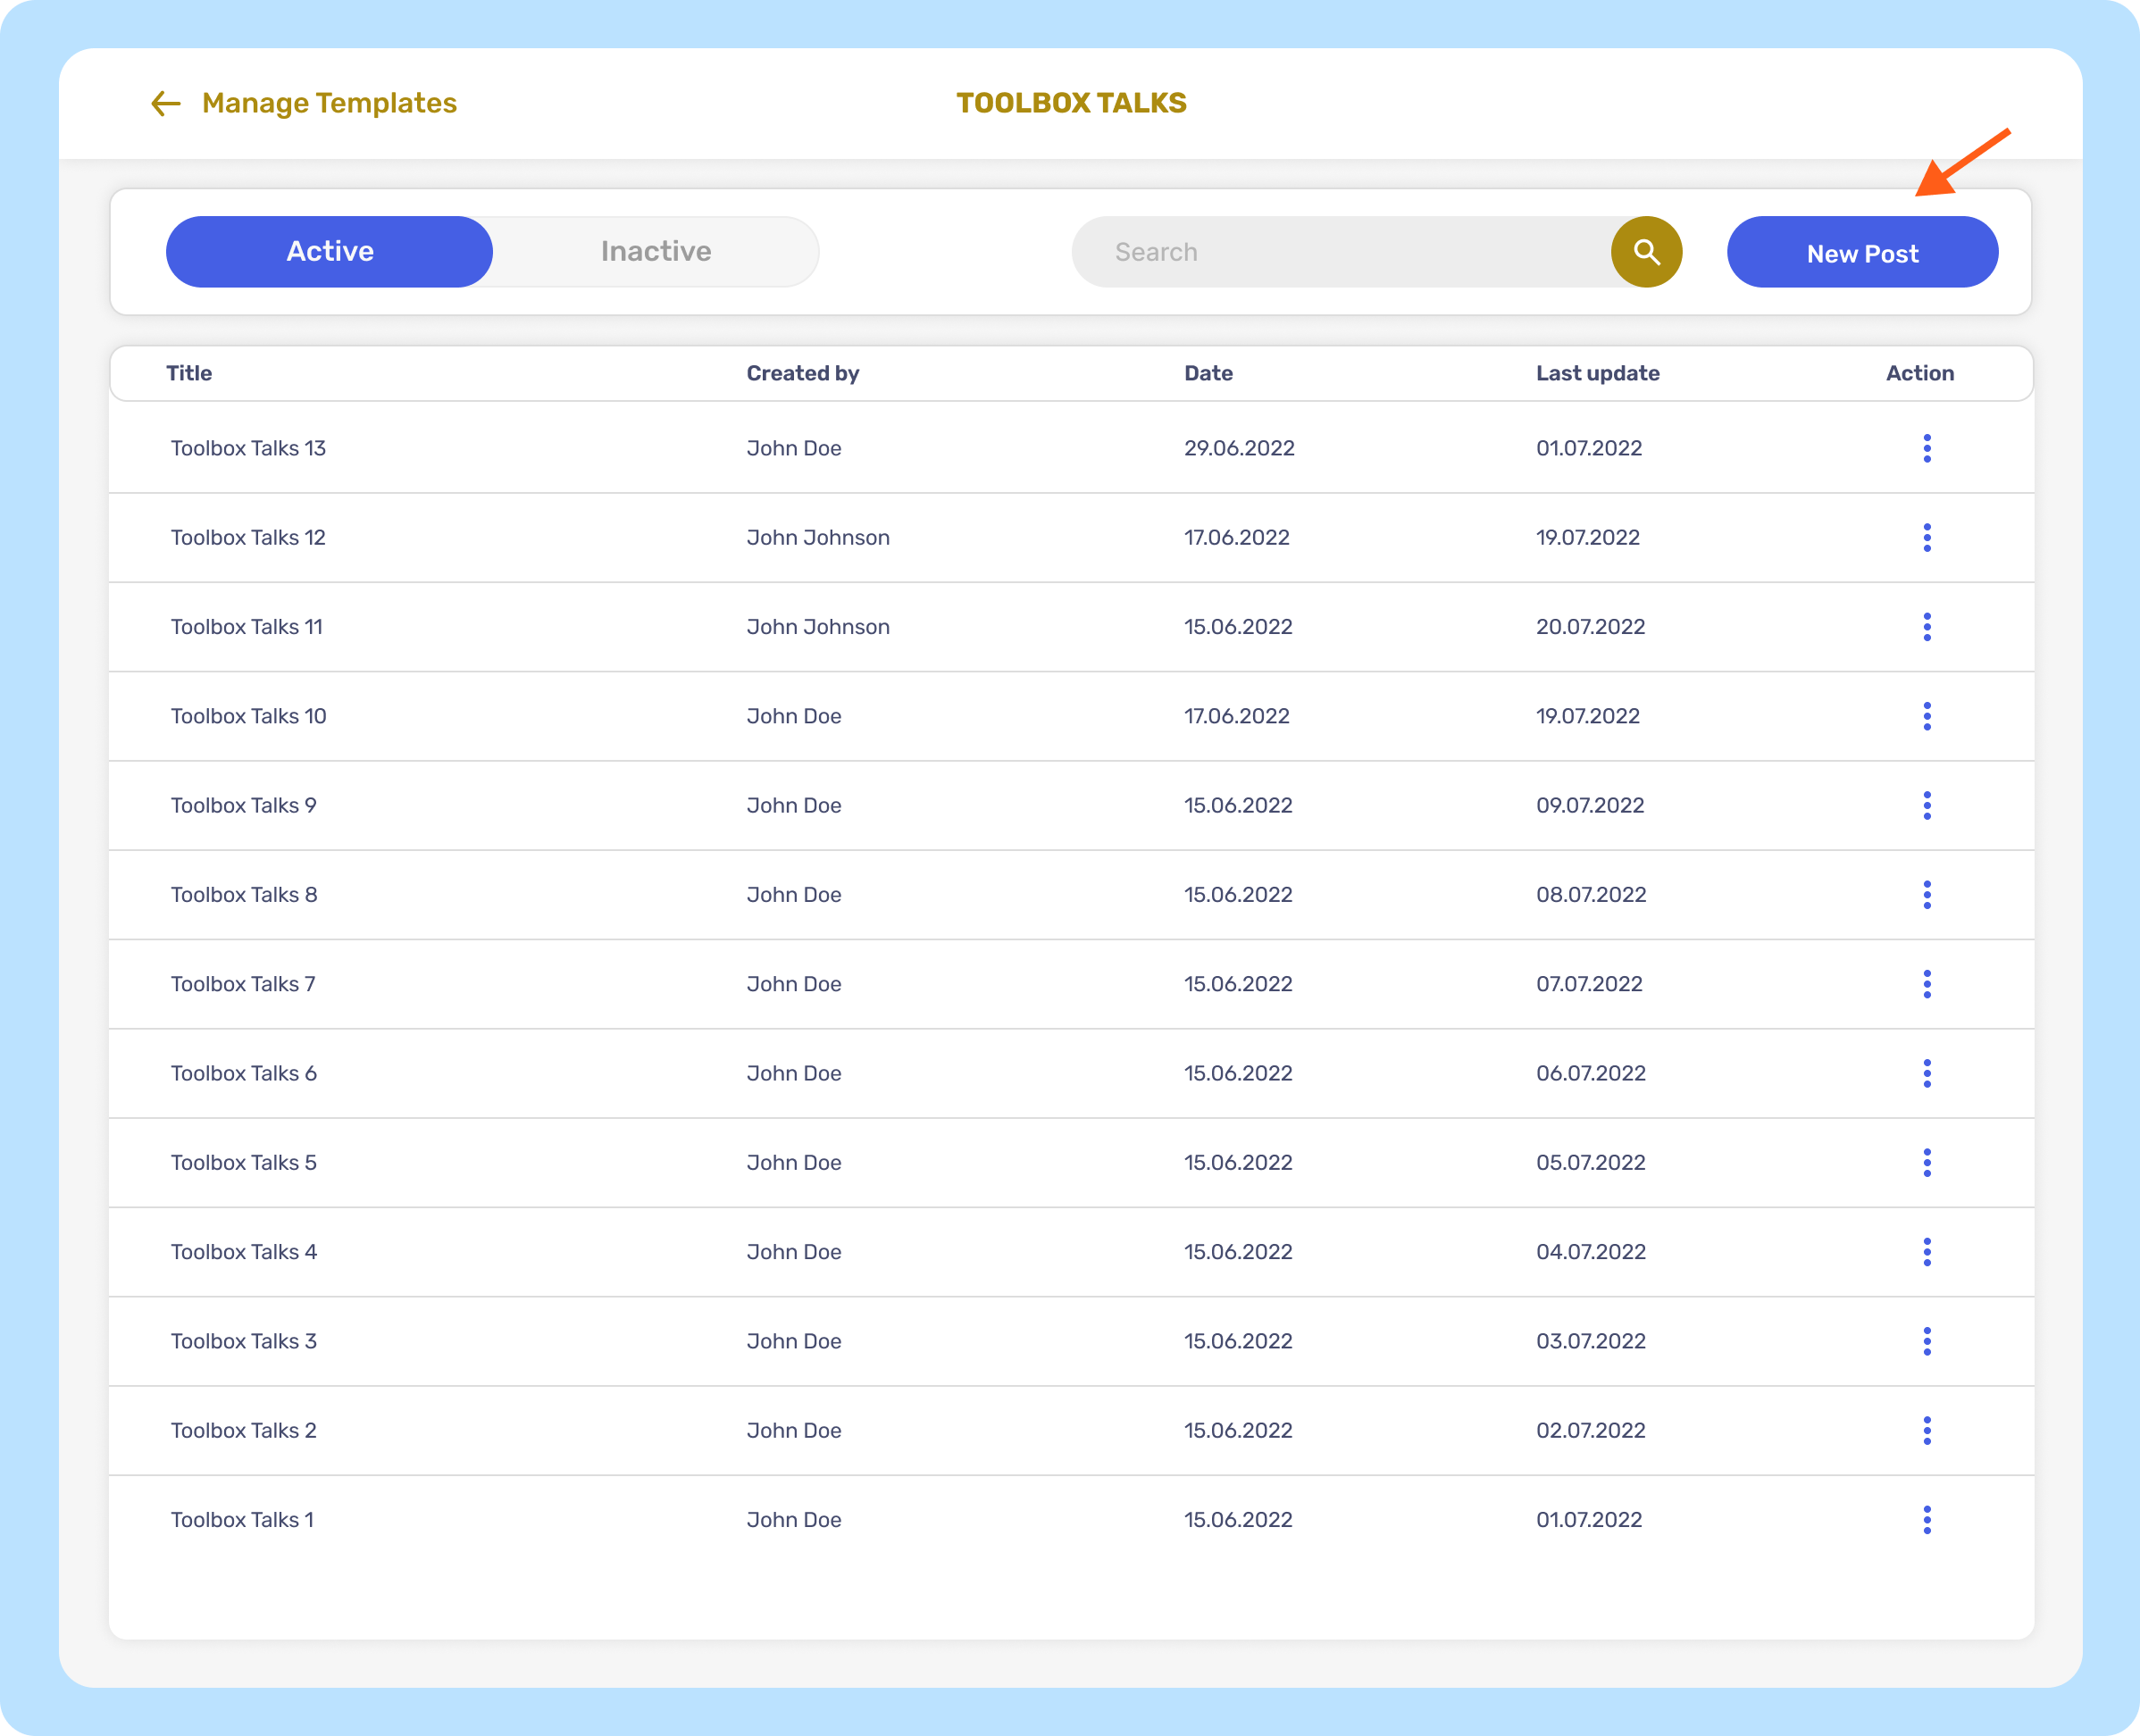 Manage Templates
TOOLBOX TALKS
Active Inactive Search New Post
Title Created by Date Last update Action
Toolbox Talks 13 John Doe 29.06.2022 01.07.2022
Toolbox Talks 12 John Johnson 17.06.2022 19.07.2022
Toolbox Talks 11 John Johnson 15.06.2022 20.07.2022
Toolbox Talks 10 John Doe 17.06.2022 19.07.2022
Toolbox Talks 9 John Doe 15.06.2022 09.07.2022
Toolbox Talks 8 John Doe 15.06.2022 08.07.2022
Toolbox Talks 7 John Doe 15.06.2022 07.07.2022
Toolbox Talks 6 John Doe 15.06.2022 06.07.2022
Toolbox Talks 5 John Doe 15.06.2022 05.07.2022
Toolbox Talks 4 John Doe 15.06.2022 04.07.2022
Toolbox Talks 3 John Doe 15.06.2022 03.07.2022
Toolbox Talks 2 John Doe 15.06.2022 02.07.2022
Toolbox Talks 1 John Doe 15.06.2022 01.07.2022